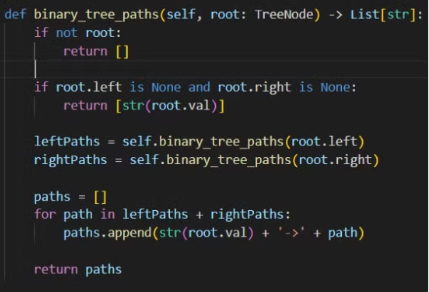 def binary_tree_paths(self, root: TreeNode) -> List[str]:
    if not root:
        return []

    if root.left is None and root.right is None:
        return [str(root.val)]

    leftPaths = self.binary_tree_paths(root.left)
    rightPaths = self.binary_tree_paths(root.right)

    paths = []
    for path in leftPaths + rightPaths:
        paths.append(str(root.val) + '->' + path)

    return paths